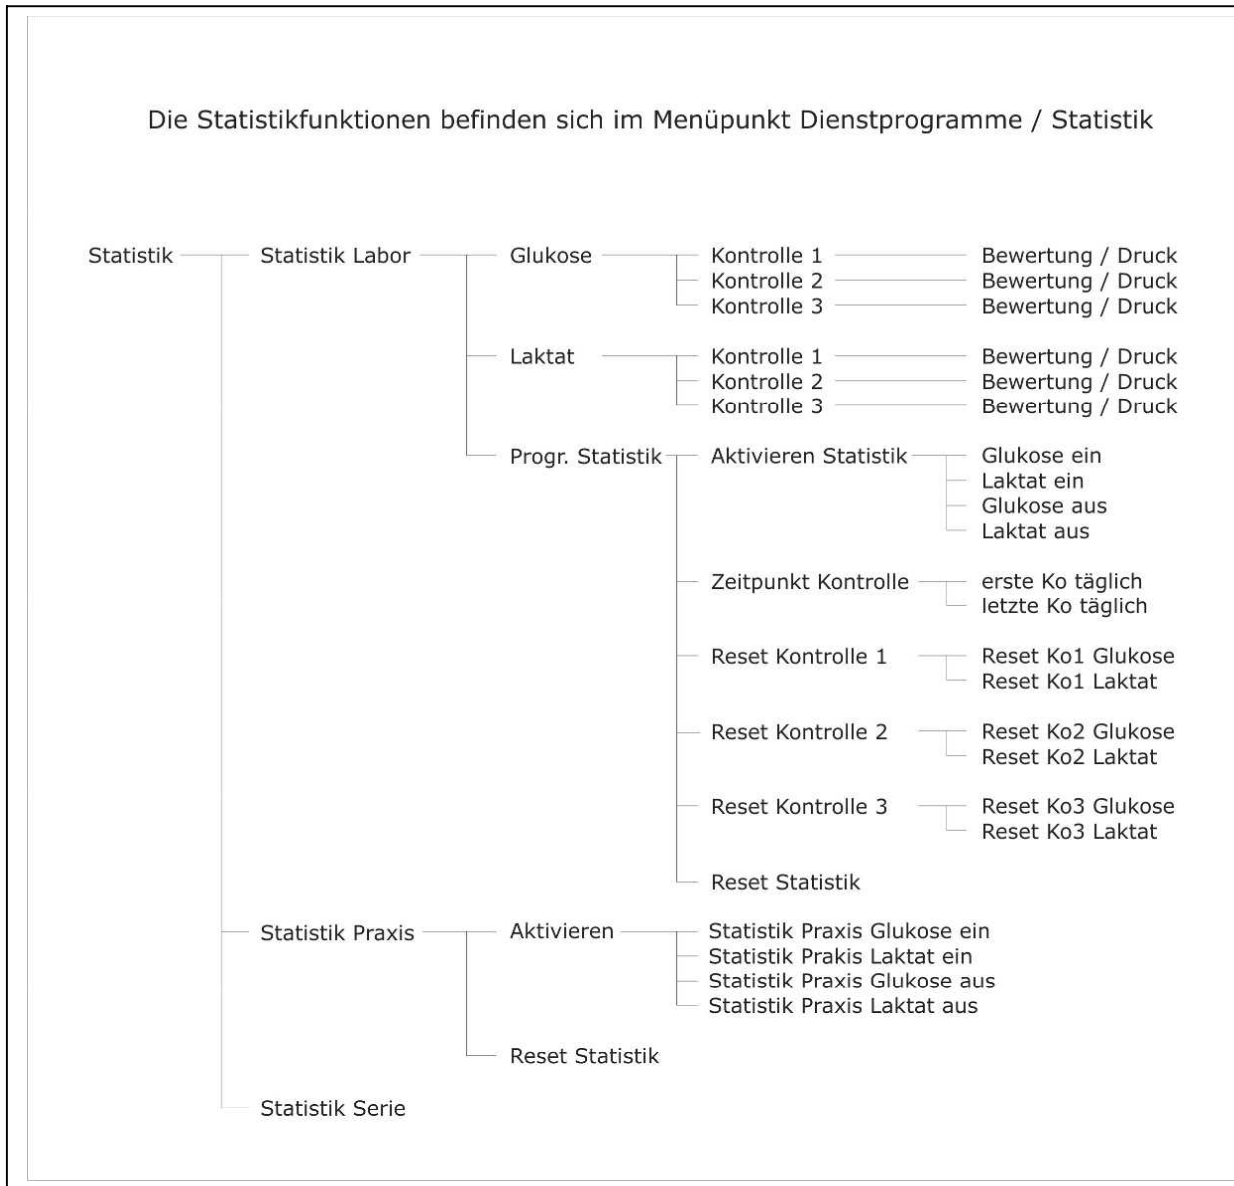 Die Statistikfunktionen befinden sich im Menüpunkt Dienstprogramme / Statistik
Statistik Statistik Labor Glukose Kontrolle 1 Bewertung / Druck
Kontrolle 2 Bewertung / Druck
Kontrolle 3 Bewertung / Druck
Laktat Kontrolle 1 Bewertung / Druck
Kontrolle 2 Bewertung / Druck
Kontrolle 3 Bewertung / Druck
Progr. Statistik Aktivieren Statistik Glukose ein
Laktat ein
Glukose aus
Laktat aus
Zeitpunkt Kontrolle erste Ko täglich
letzte Ko täglich
Reset Kontrolle 1 Reset Ko1 Glukose
Reset Ko1 Laktat
Reset Kontrolle 2 Reset Ko2 Glukose
Reset Ko2 Laktat
Reset Kontrolle 3 Reset Ko3 Glukose
Reset Ko3 Laktat
Reset Statistik
Statistik Praxis Aktivieren Statistik Praxis Glukose ein
Statistik Prakis Laktat ein
Statistik Praxis Glukose aus
Statistik Praxis Laktat aus
Reset Statistik
Statistik Serie